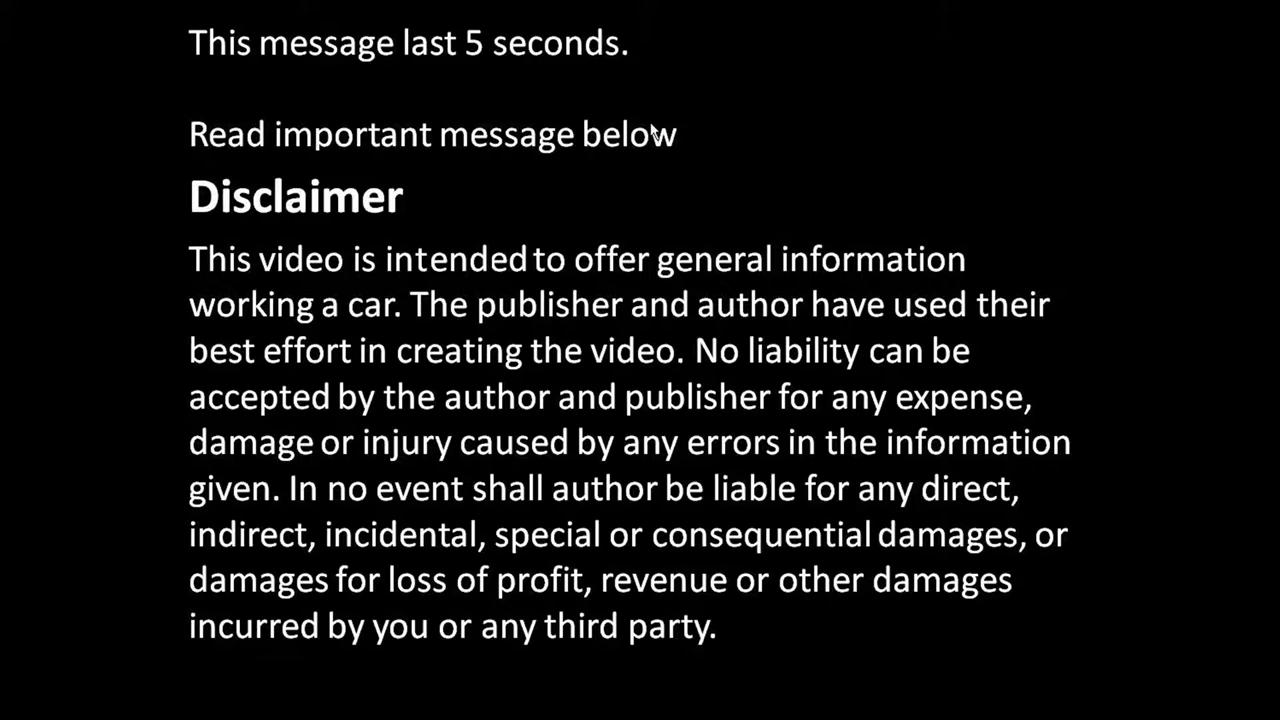 This message last 5 seconds.
Read important message below
Disclaimer
This video is intended to offer general information
working a car. The publisher and author have used their
best effort in creating the video. No liability can be
accepted by the author and publisher for any expense,
damage or injury caused by any errors in the information
given. In no event shall author be liable for any direct,
indirect, incidental, special or consequential damages, or
damages for loss of profit, revenue or other damages
incurred by you or any third party.